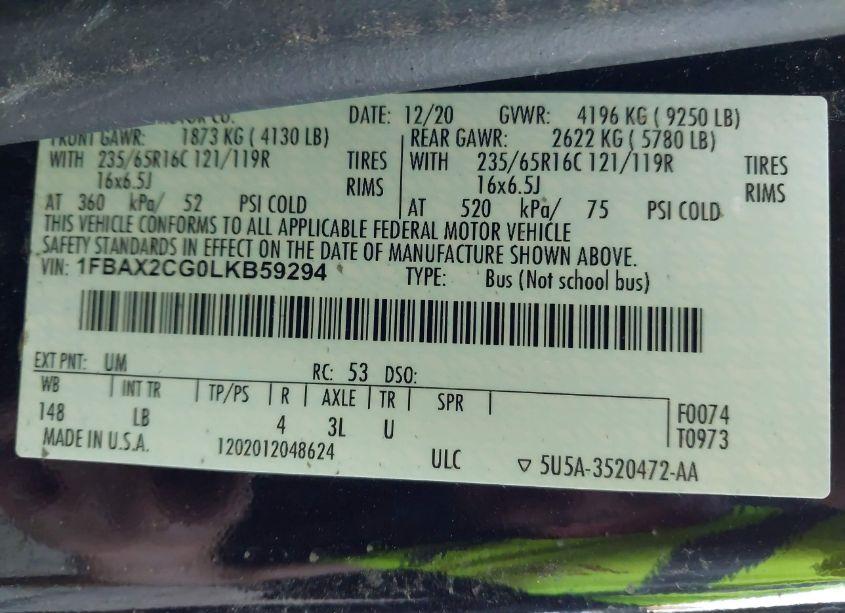 MOTOR CO. DATE: 12/20 GVWR: 4196 KG ( 9250 LB)
FRONT GAWR: 1873 KG ( 4130 LB) REAR GAWR: 2622 KG ( 5780 LB)
WITH 235/65R16C 121/119R TIRES WITH 235/65R16C 121/119R TIRES
16x6.5J RIMS 16x6.5J RIMS
AT 360 kPa/ 52 PSI COLD AT 520 kPa/ 75 PSI COLD
THIS VEHICLE CONFORMS TO ALL APPLICABLE FEDERAL MOTOR VEHICLE
SAFETY STANDARDS IN EFFECT ON THE DATE OF MANUFACTURE SHOWN ABOVE.
VIN: 1FBAX2CG0LKB59294 TYPE: Bus (Not school bus)
EXT PNT: UM RC: 53 DSO:
WB INT TR TP/PS R AXLE TR SPR
148 LB 4 3L U F0074
T0973
MADE IN U.S.A. 1202012048624 ULC ▽ 5U5A-3520472-AA